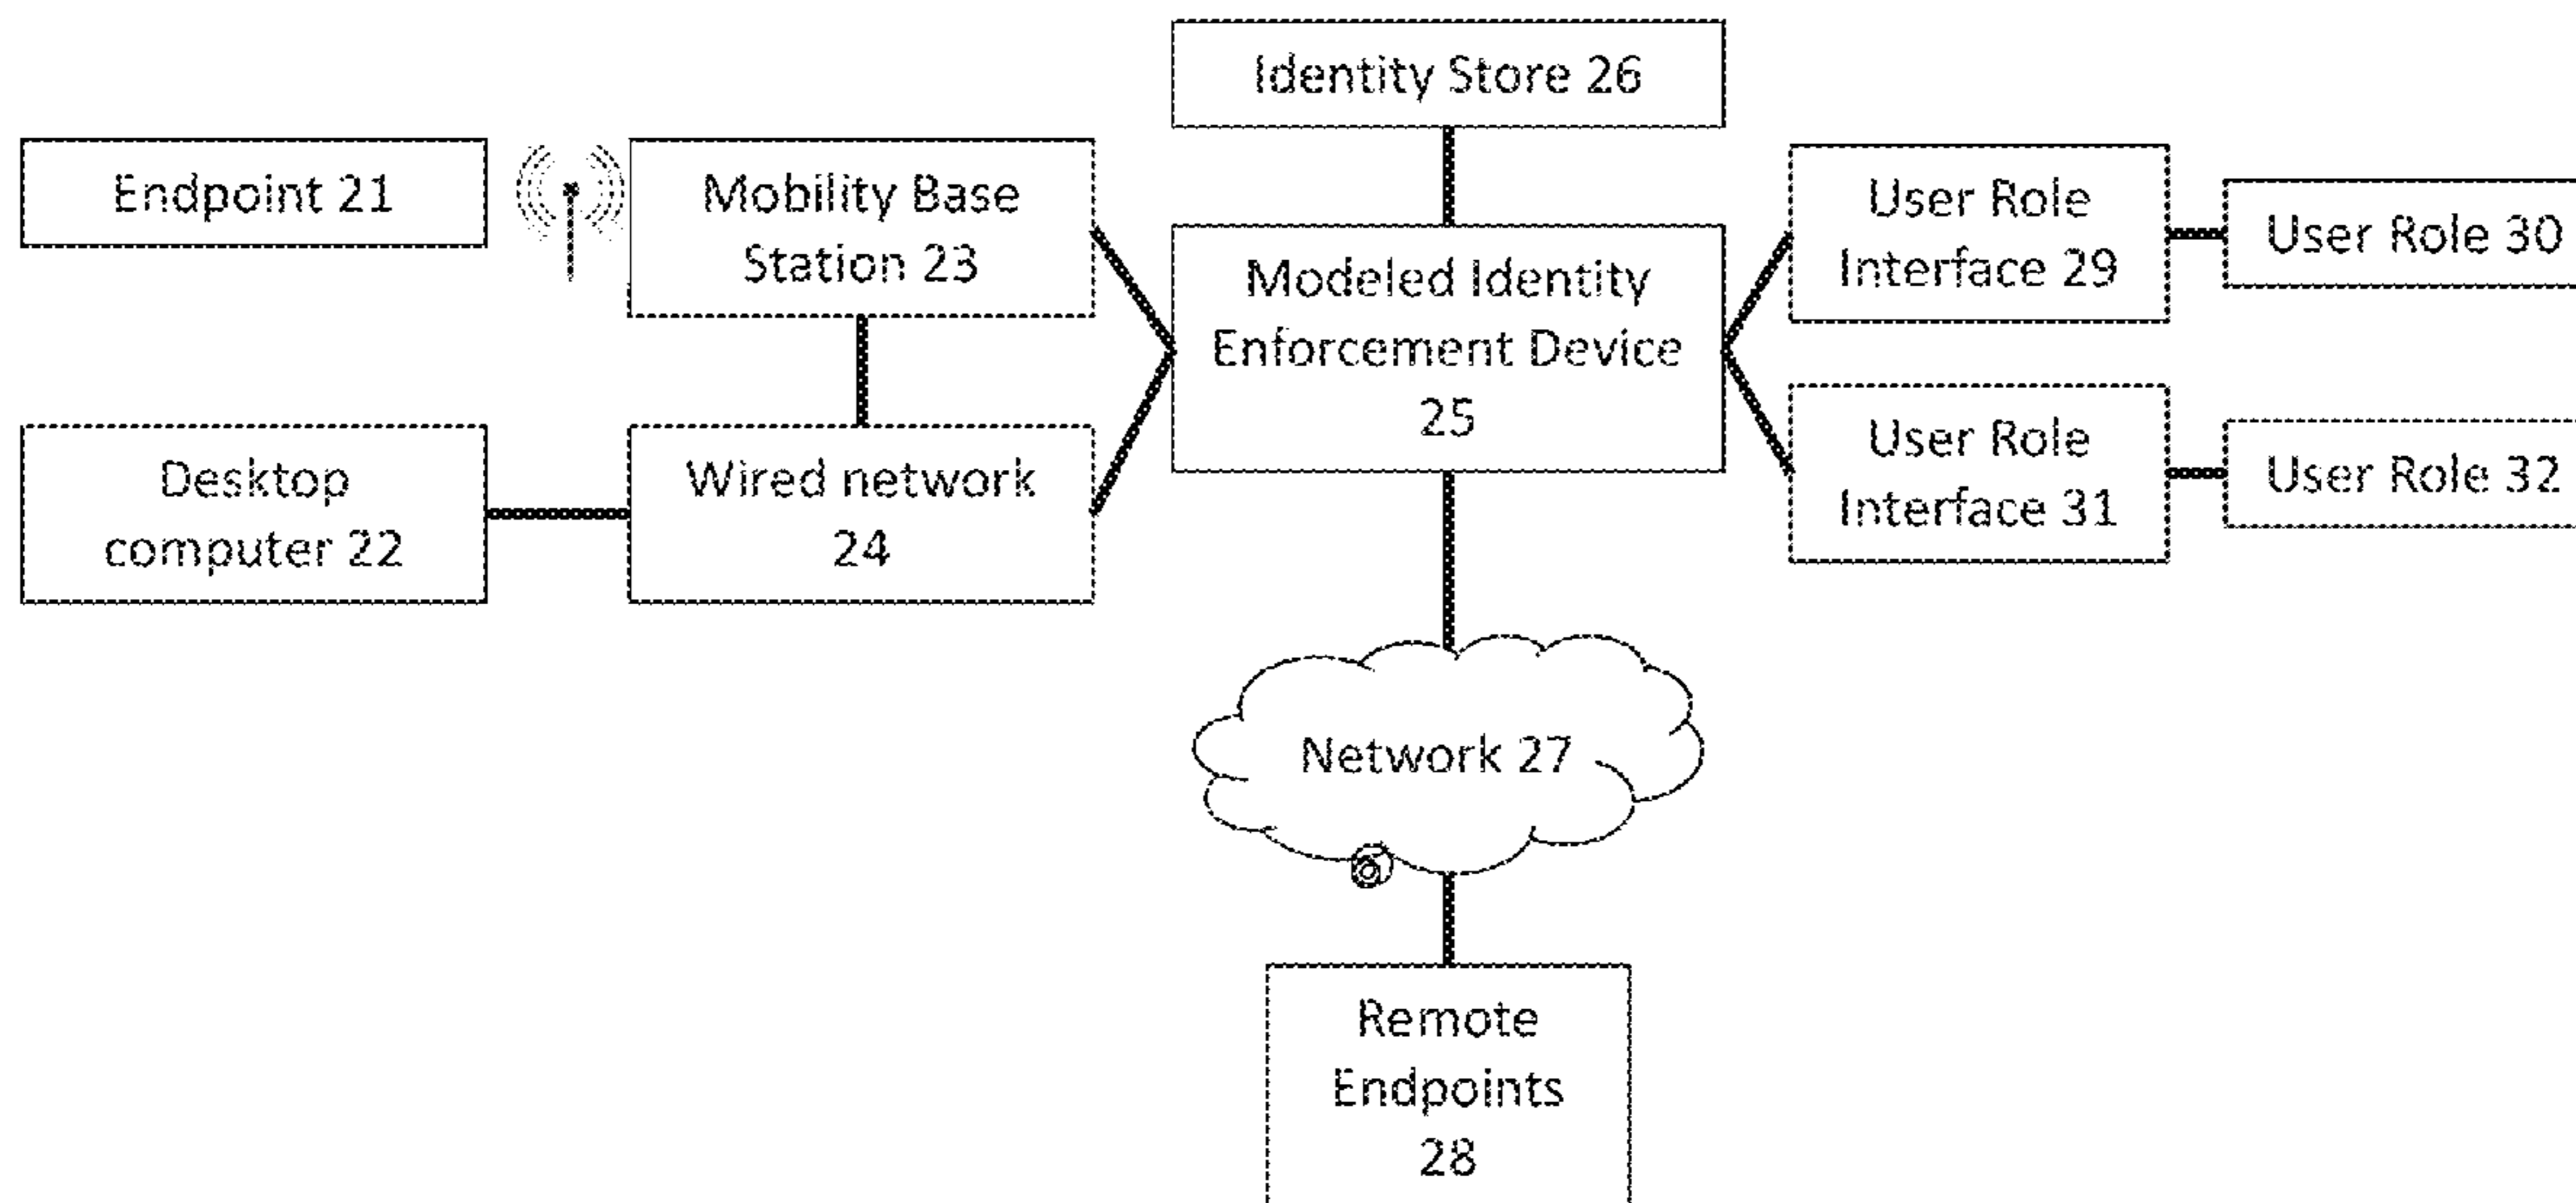 Identity Store 26
Endpoint 21
Mobility Base
Station 23
User Role
Interface 29
User Role 30
Modeled Identity
Enforcement Device
25
Desktop
computer 22
Wired network
24
User Role
Interface 31
User Role 32
Network 27
Remote
Endpoints
28